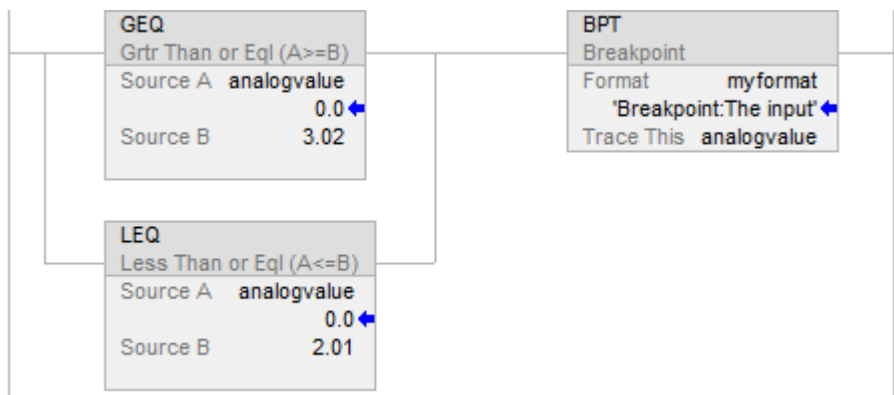 GEQ
Grtr Than or Eql (A>=B)
Source A analogvalue
0.0
Source B 3.02
BPT
Breakpoint
Format myformat
'Breakpoint:The input'
Trace This analogvalue
LEQ
Less Than or Eql (A<=B)
Source A analogvalue
0.0
Source B 2.01